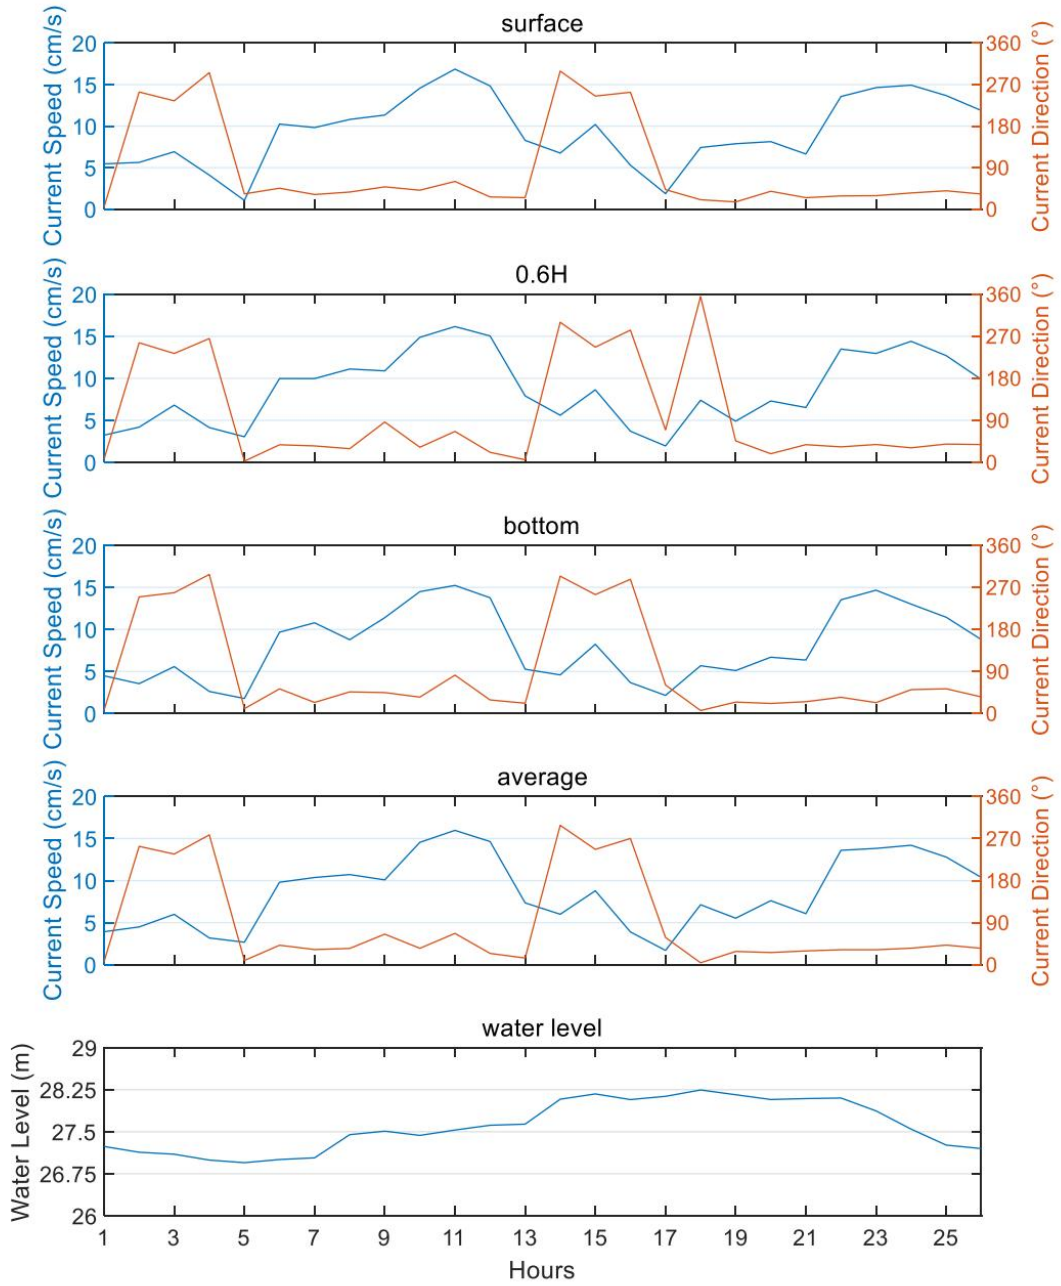 surface
Current Speed (cm/s)
20
15
10
5
0
360
270
180
90
0
Current Direction (°)
0.6H
Current Speed (cm/s)
20
15
10
5
0
360
270
180
90
0
Current Direction (°)
bottom
Current Speed (cm/s)
20
15
10
5
0
360
270
180
90
0
Current Direction (°)
average
Current Speed (cm/s)
20
15
10
5
0
360
270
180
90
0
Current Direction (°)
water level
Water Level (m)
29
28.25
27.5
26.75
26
1 3 5 7 9 11 13 15 17 19 21 23 25
Hours